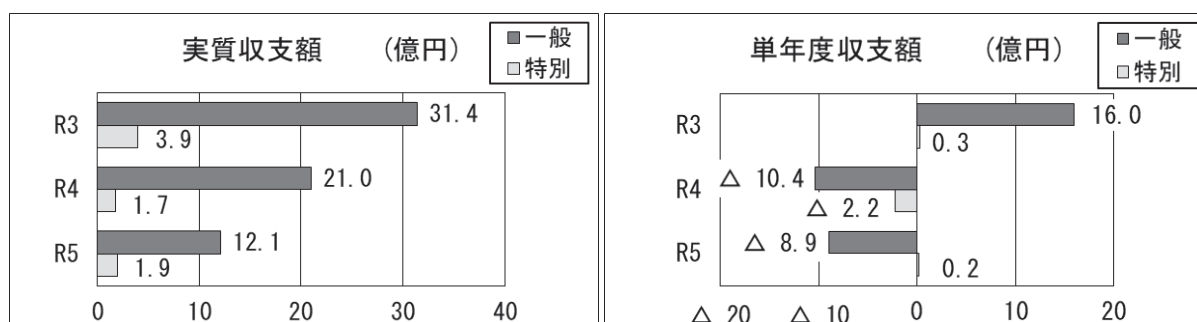 実質収支額 (億円)
一般
特別
R3
31.4
3.9
R4
21.0
1.7
R5
12.1
1.9
0 10 20 30 40
単年度収支額 (億円)
一般
特別
R3
16.0
0.3
R4
△ 10.4
△ 2.2
R5
△ 8.9
0.2
△ 20 △ 10 0 10 20